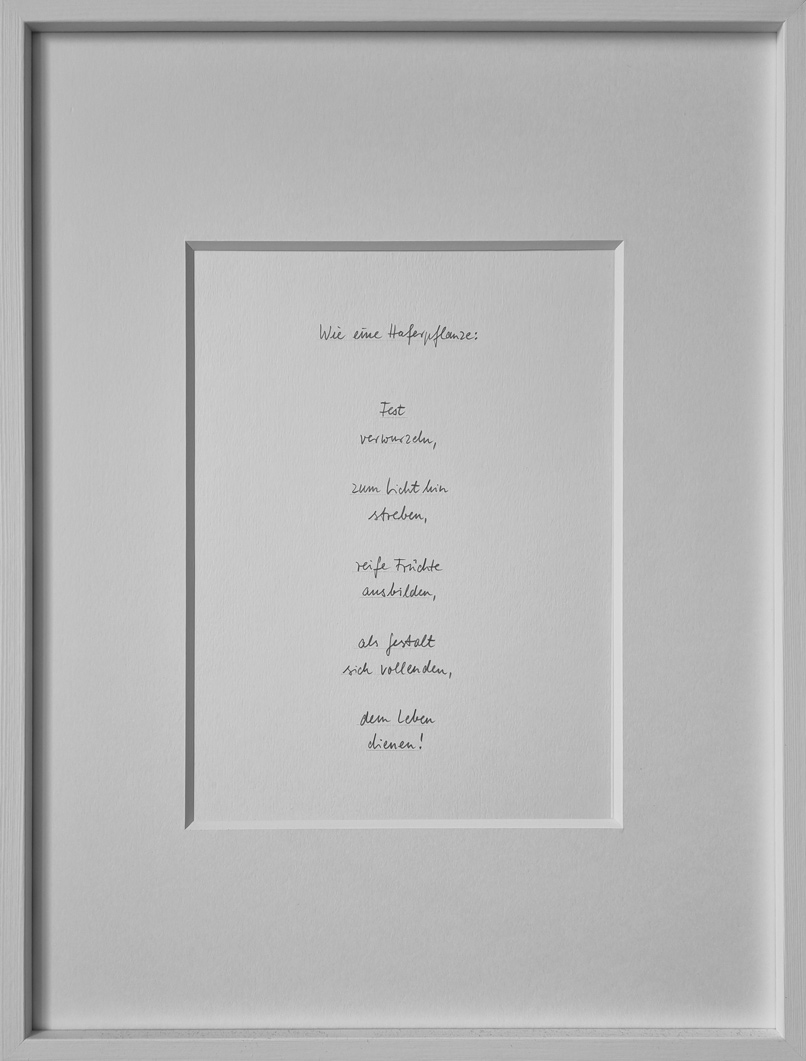 Wie eine Haferpflanze:
Fest
verwurzeln,
zum Licht hin
streben,
reife Früchte
ausbilden,
als Gestalt
sich vollenden,
dem Leben
dienen!